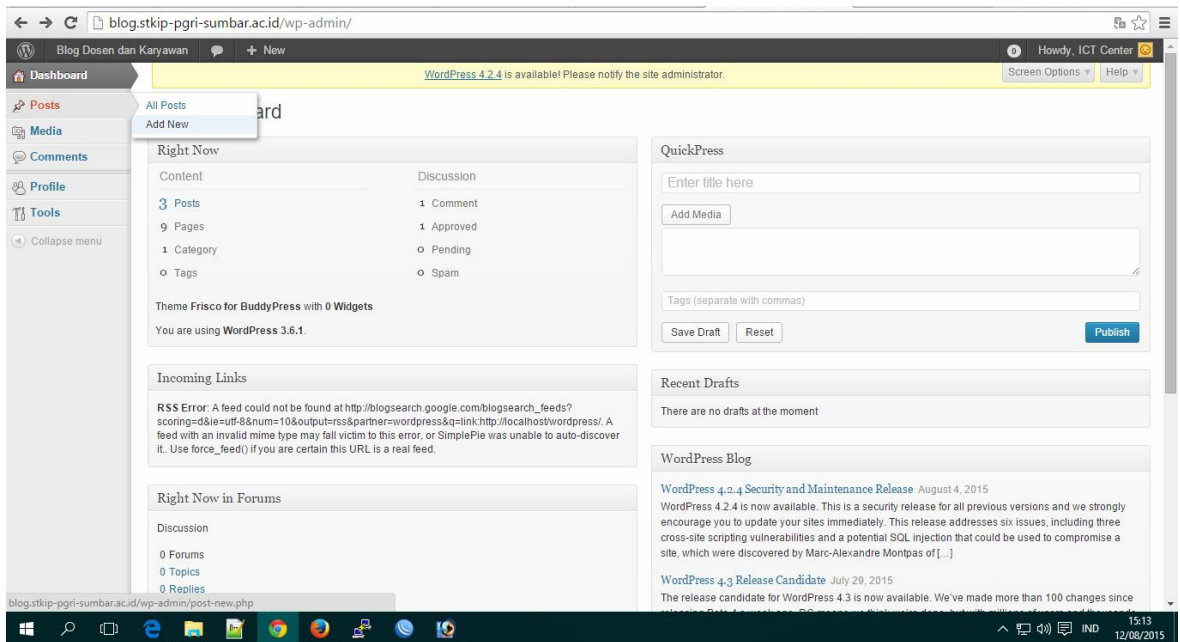 blog.stkip-pgri-sumbar.ac.id/wp-admin/
Blog Dosen dan Karyawan
+ New
0
Howdy, ICT Center
Dashboard
WordPress 4.2.4 is available! Please notify the site administrator.
Screen Options
Help
Posts
All Posts
Add New
ard
Media
Comments
Profile
Tools
Collapse menu
Right Now
Content
Discussion
3 Posts
1 Comment
9 Pages
1 Approved
1 Category
0 Pending
0 Tags
0 Spam
Theme Frisco for BuddyPress with 0 Widgets
You are using WordPress 3.6.1.
Incoming Links
RSS Error: A feed could not be found at http://blogsearch.google.com/blogsearch_feeds?
scoring=d&ie=utf-8&num=10&output=rss&partner=wordpress&q=link:http://localhost/wordpress/. A
feed with an invalid mime type may fall victim to this error, or SimplePie was unable to auto-discover
it.. Use force_feed() if you are certain this URL is a real feed.
Right Now in Forums
Discussion
0 Forums
0 Topics
0 Replies
QuickPress
Enter title here
Add Media
Tags (separate with commas)
Save Draft
Reset
Publish
Recent Drafts
There are no drafts at the moment
WordPress Blog
WordPress 4.2.4 Security and Maintenance Release August 4, 2015
WordPress 4.2.4 is now available. This is a security release for all previous versions and we strongly
encourage you to update your sites immediately. This release addresses six issues, including three
cross-site scripting vulnerabilities and a potential SQL injection that could be used to compromise a
site, which were discovered by Marc-Alexandre Montpas of […]
WordPress 4.3 Release Candidate July 29, 2015
The release candidate for WordPress 4.3 is now available. We've made more than 100 changes since
blog.stkip-pgri-sumbar.ac.id/wp-admin/post-new.php
IND
15:13
12/08/2015